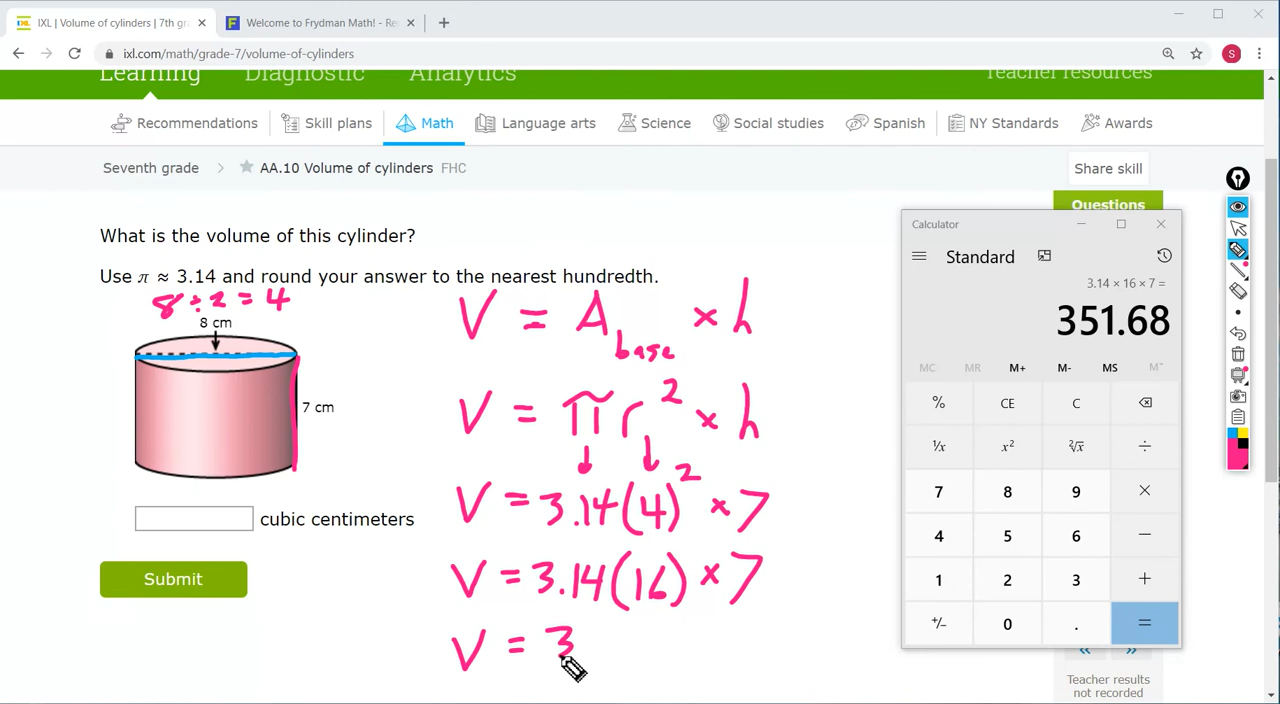 IXL | Volume of cylinders | 7th gr
Welcome to Frydman Math! - Re
ixl.com/math/grade-7/volume-of-cylinders
S
Learning Diagnostic Analytics Teacher resources
Recommendations Skill plans Math Language arts Science Social studies Spanish NY Standards Awards
Seventh grade > AA.10 Volume of cylinders FHC
Share skill
Questions
What is the volume of this cylinder?
Use π ≈ 3.14 and round your answer to the nearest hundredth.
8 ÷ 2 = 4
8 cm
7 cm
cubic centimeters
Submit
V = A base × h
V = πr² × h
V = 3.14(4)² × 7
V = 3.14(16) × 7
V = 3
Calculator
Standard
3.14 × 16 × 7 =
351.68
MC MR M+ M- MS M˅
% CE C
¹/x x² ²√x ÷
7 8 9 ×
4 5 6 −
1 2 3 +
+/− 0 . =
Teacher results
not recorded